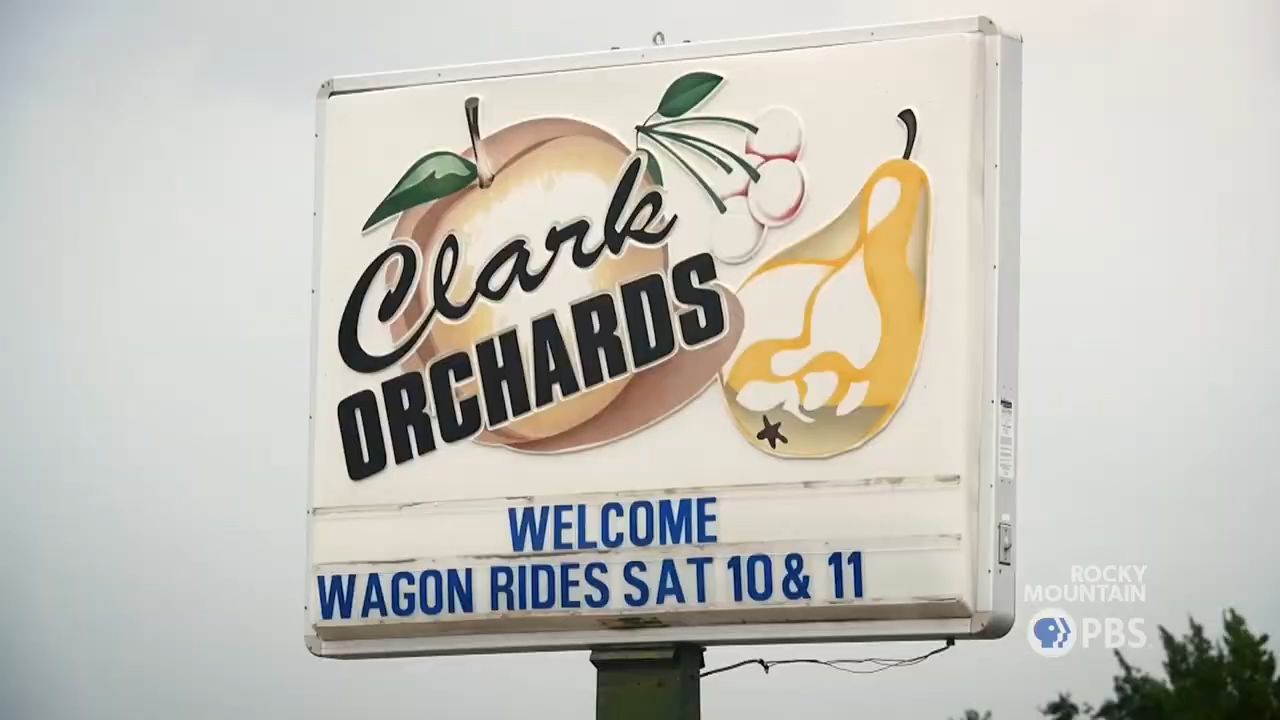 Clark
ORCHARDS
WELCOME
WAGON RIDES SAT 10 & 11
ROCKY
MOUNTAIN
PBS